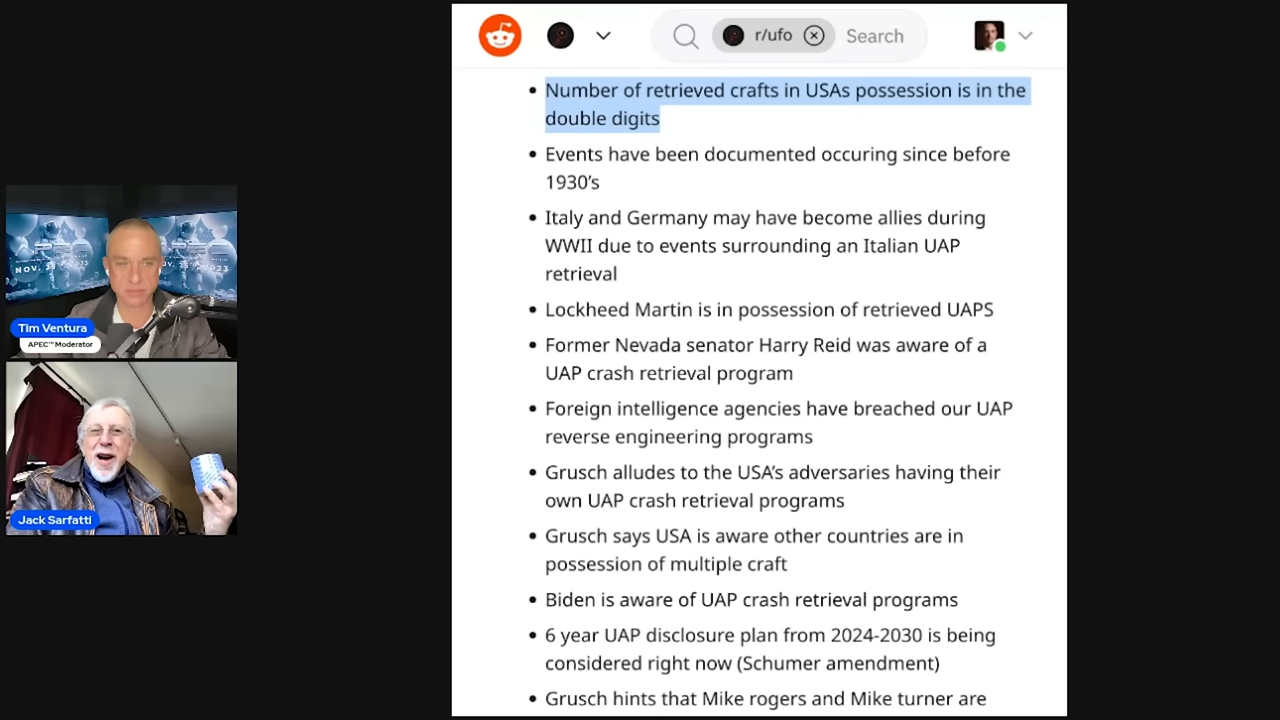 r/ufo
Search
• Number of retrieved crafts in USAs possession is in the
double digits
• Events have been documented occuring since before
1930’s
• Italy and Germany may have become allies during
WWII due to events surrounding an Italian UAP
retrieval
• Lockheed Martin is in possession of retrieved UAPS
• Former Nevada senator Harry Reid was aware of a
UAP crash retrieval program
• Foreign intelligence agencies have breached our UAP
reverse engineering programs
• Grusch alludes to the USA’s adversaries having their
own UAP crash retrieval programs
• Grusch says USA is aware other countries are in
possession of multiple craft
• Biden is aware of UAP crash retrieval programs
• 6 year UAP disclosure plan from 2024-2030 is being
considered right now (Schumer amendment)
• Grusch hints that Mike rogers and Mike turner are
Tim Ventura
APEC™ Moderator
Jack Sarfatti